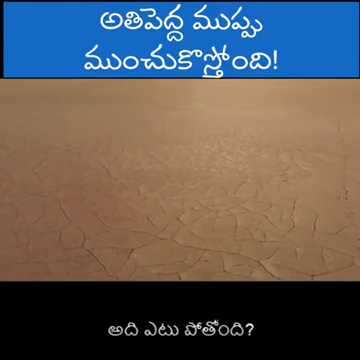 అతిపెద్ద ముప్పు
ముంచుకొస్తోంది!
అది ఎటు పోతోంది?